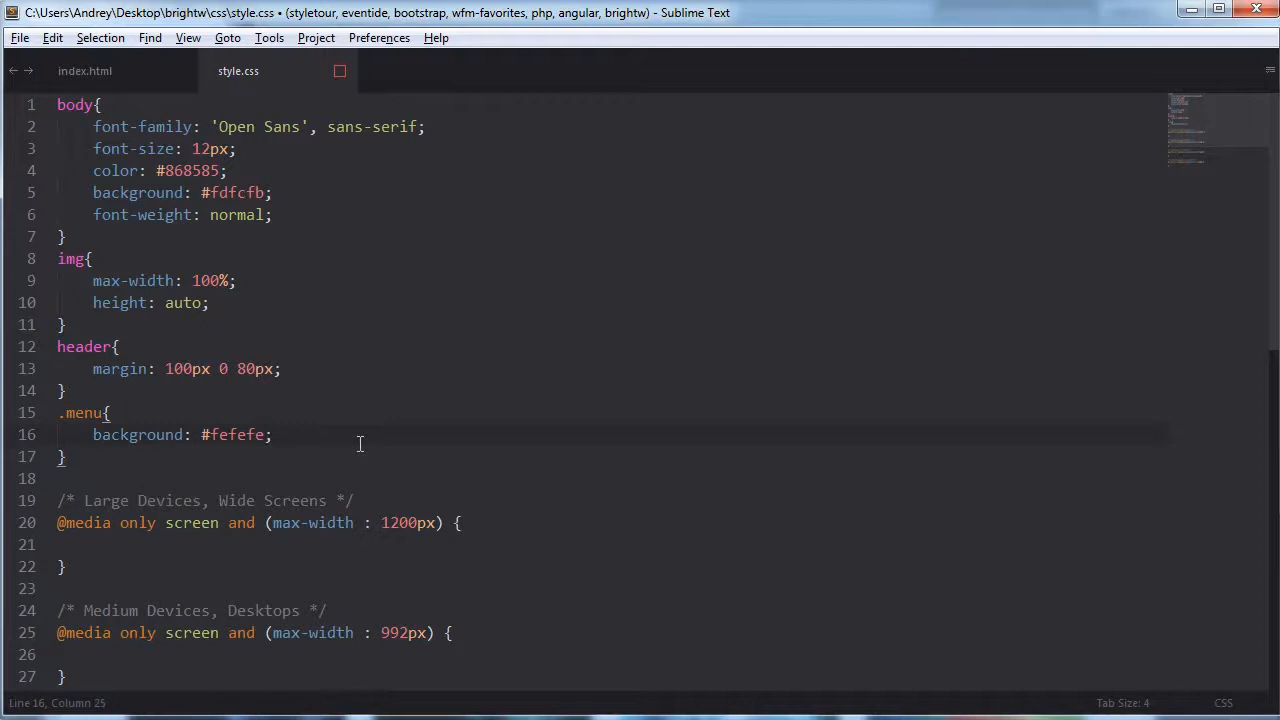 C:\Users\Andrey\Desktop\brightw\css\style.css • (styletour, eventide, bootstrap, wfm-favorites, php, angular, brightw) - Sublime Text
File Edit Selection Find View Goto Tools Project Preferences Help
index.html style.css
1 body{
2 font-family: 'Open Sans', sans-serif;
3 font-size: 12px;
4 color: #868585;
5 background: #fdfcfb;
6 font-weight: normal;
7 }
8 img{
9 max-width: 100%;
10 height: auto;
11 }
12 header{
13 margin: 100px 0 80px;
14 }
15 .menu{
16 background: #fefefe;
17 }
18
19 /* Large Devices, Wide Screens */
20 @media only screen and (max-width : 1200px) {
21
22 }
23
24 /* Medium Devices, Desktops */
25 @media only screen and (max-width : 992px) {
26
27 }
Line 16, Column 25 Tab Size: 4 CSS